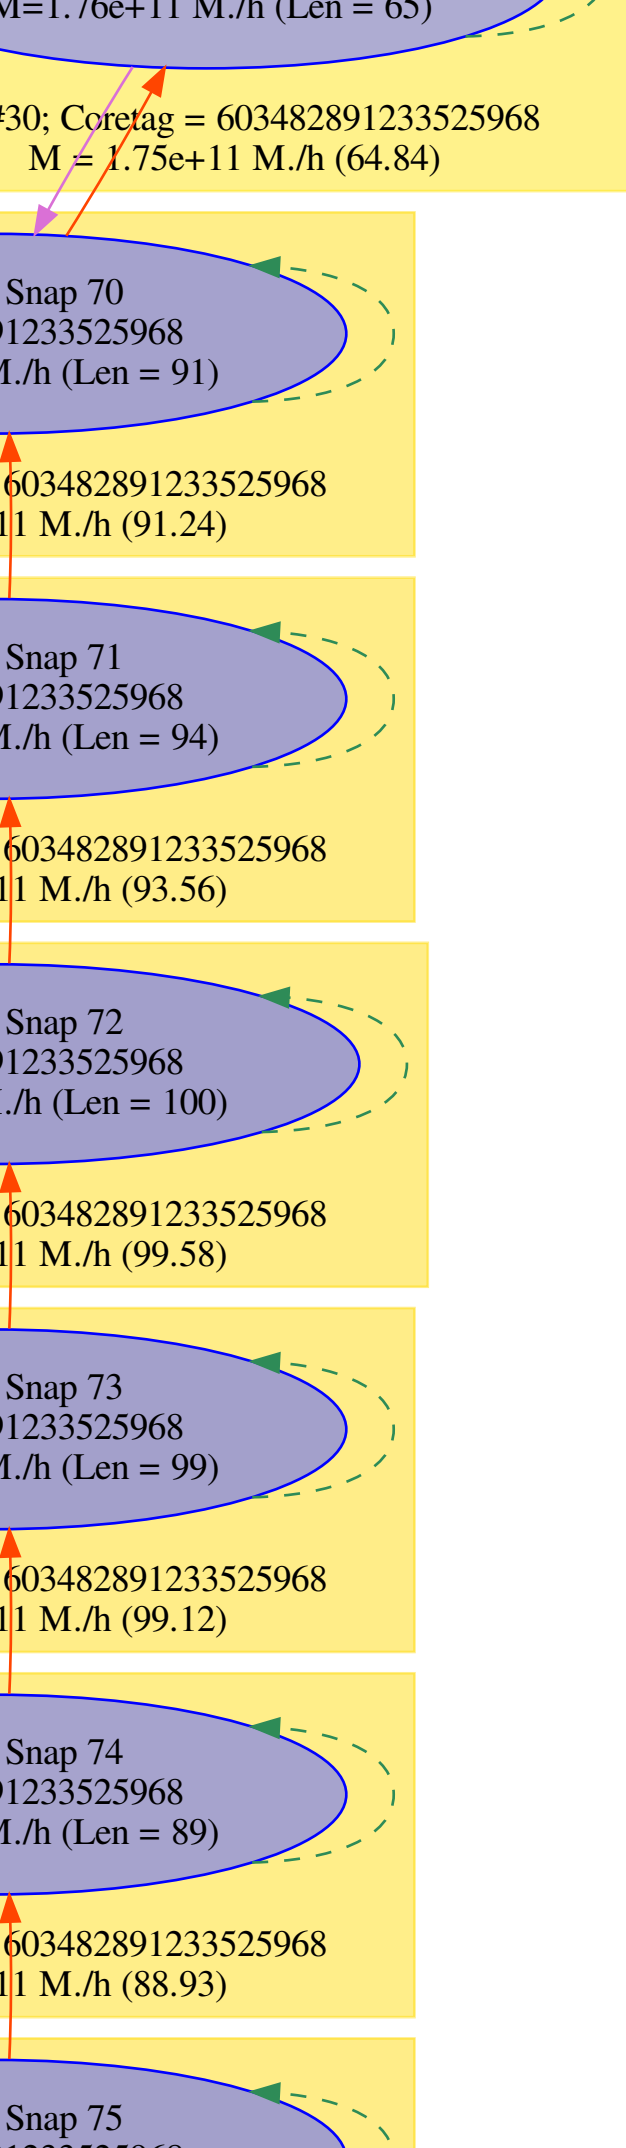 M=1.76e+11 M./h (Len = 65)
#30; Coretag = 603482891233525968
M = 1.75e+11 M./h (64.84)
Snap 70
91233525968
M./h (Len = 91)
603482891233525968
11 M./h (91.24)
Snap 71
91233525968
M./h (Len = 94)
603482891233525968
11 M./h (93.56)
Snap 72
91233525968
./h (Len = 100)
603482891233525968
11 M./h (99.58)
Snap 73
91233525968
M./h (Len = 99)
603482891233525968
11 M./h (99.12)
Snap 74
91233525968
M./h (Len = 89)
603482891233525968
11 M./h (88.93)
Snap 75